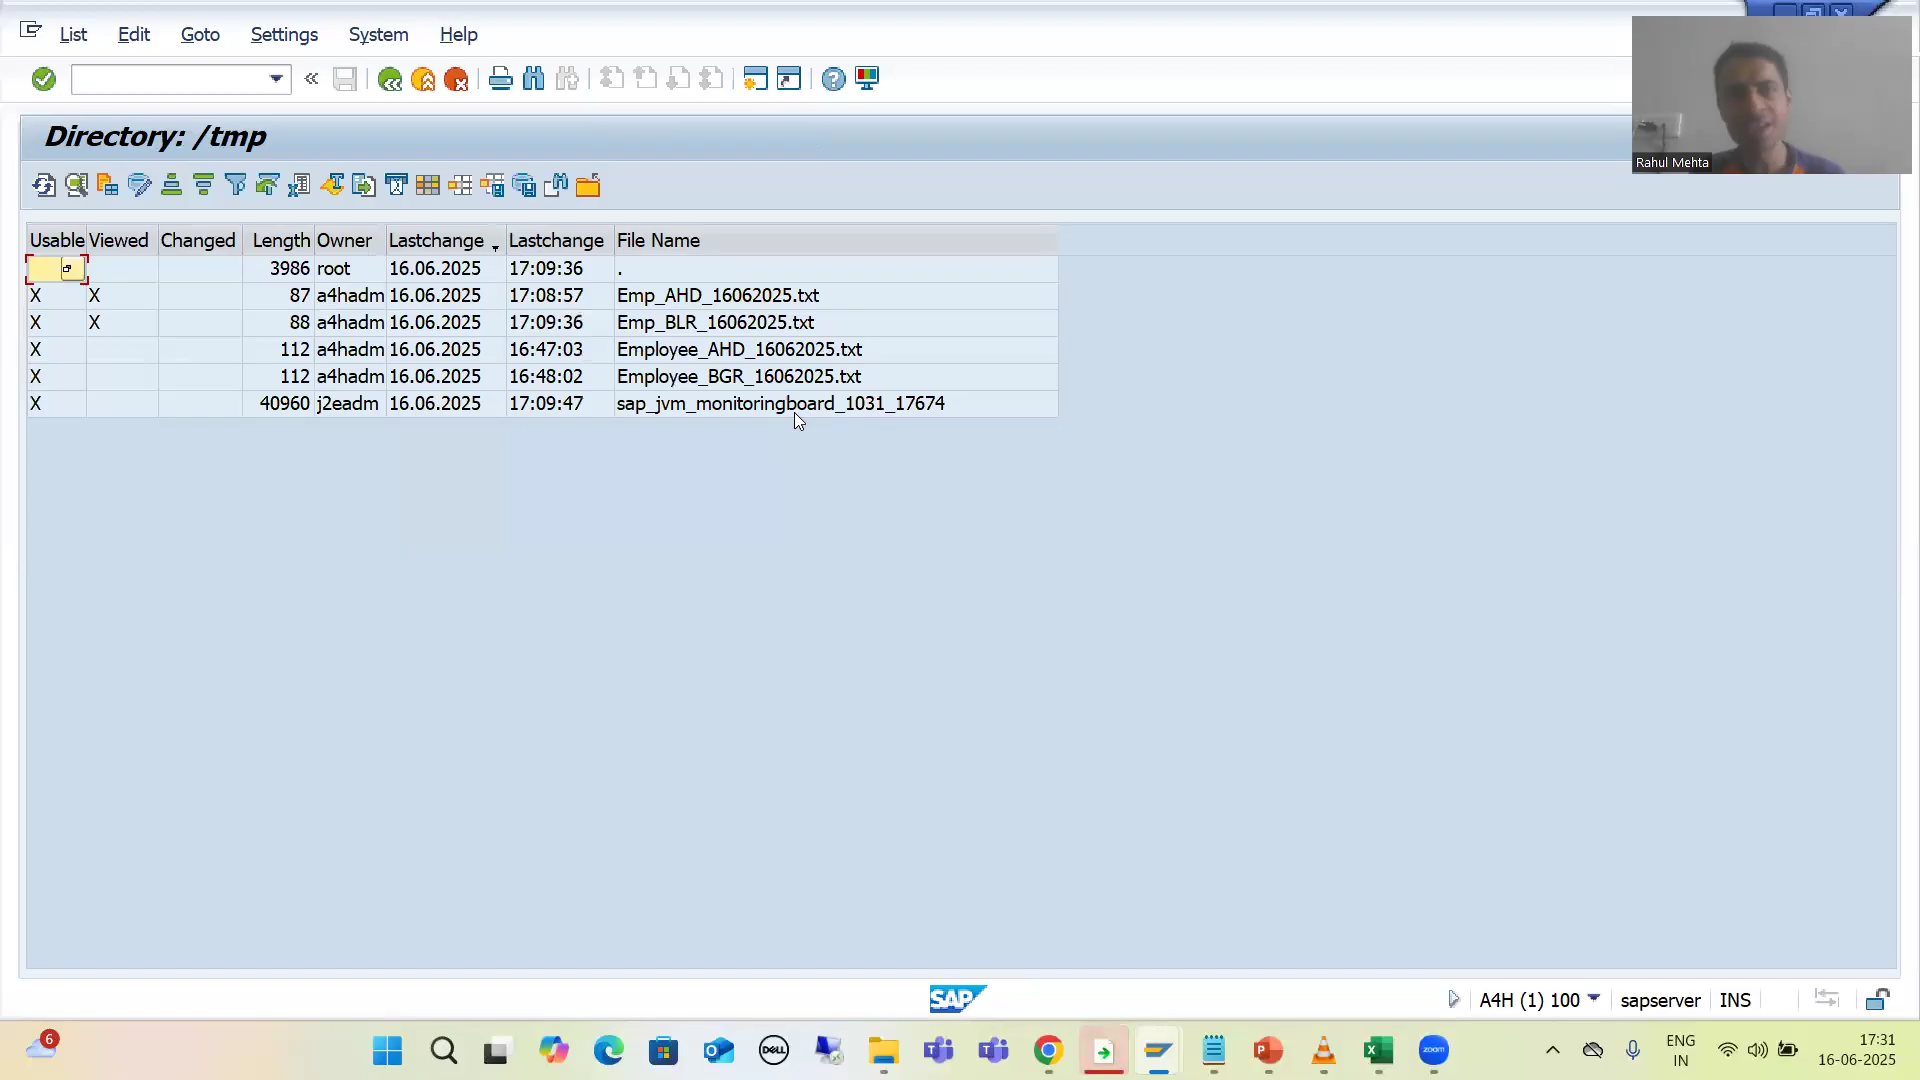 List Edit Goto Settings System Help
Rahul Mehta
Directory: /tmp
Usable Viewed Changed Length Owner Lastchange Lastchange File Name
3986 root 16.06.2025 17:09:36 .
X X 87 a4hadm 16.06.2025 17:08:57 Emp_AHD_16062025.txt
X X 88 a4hadm 16.06.2025 17:09:36 Emp_BLR_16062025.txt
X 112 a4hadm 16.06.2025 16:47:03 Employee_AHD_16062025.txt
X 112 a4hadm 16.06.2025 16:48:02 Employee_BGR_16062025.txt
X 40960 j2eadm 16.06.2025 17:09:47 sap_jvm_monitoringboard_1031_17674
SAP A4H (1) 100 sapserver INS
6 DELL zoom ENG 17:31
IN 16-06-2025